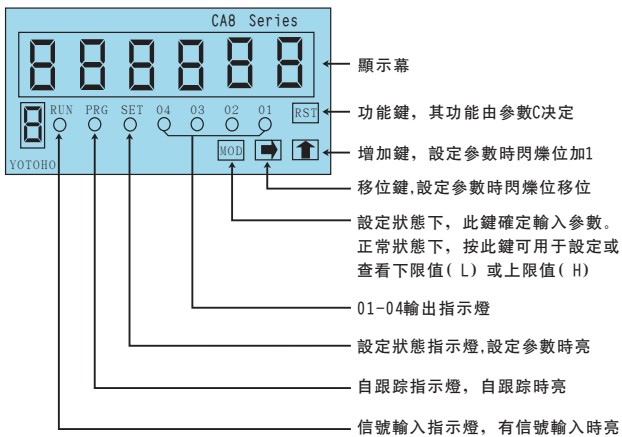 CA8 Series
RUN PRG SET 04 03 02 01 RST
YOTOHO
MOD
顯示幕
功能鍵，其功能由參數C決定
增加鍵，設定參數時閃爍位加1
移位鍵,設定參數時閃爍位移位
設定狀態下，此鍵確定輸入參數。
正常狀態下，按此鍵可用于設定或
查看下限值( L) 或上限值( H)
01-04輸出指示燈
設定狀態指示燈,設定參數時亮
自跟踪指示燈，自跟踪時亮
信號輸入指示燈，有信號輸入時亮